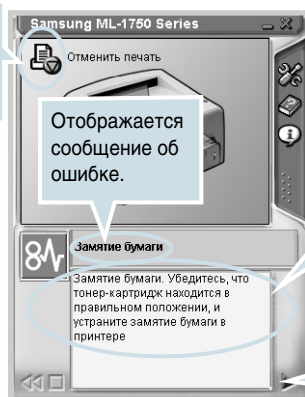 Samsung ML-1750 Series
Отменить печать
Отображается
сообщение об
ошибке.
Замятие бумаги
Замятие бумаги. Убедитесь, что
тонер-картридж находится в
правильном положении, и
устраните замятие бумаги в
принтере